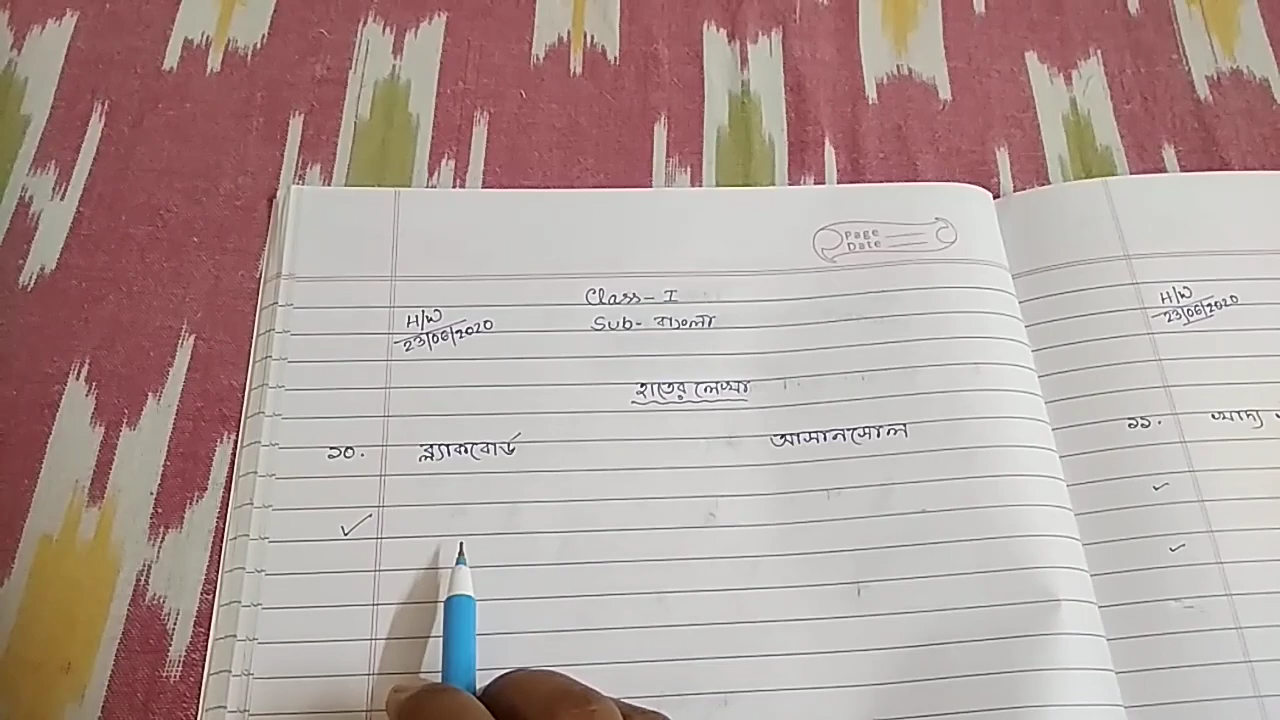 Page
Date
Class- I
H/W
23/06/2020
Sub- বাংলা
হাতের লেখা
১০. ব্ল্যাকবোর্ড আসানসোল
H/W
23/06/2020
১১. খাদ্য